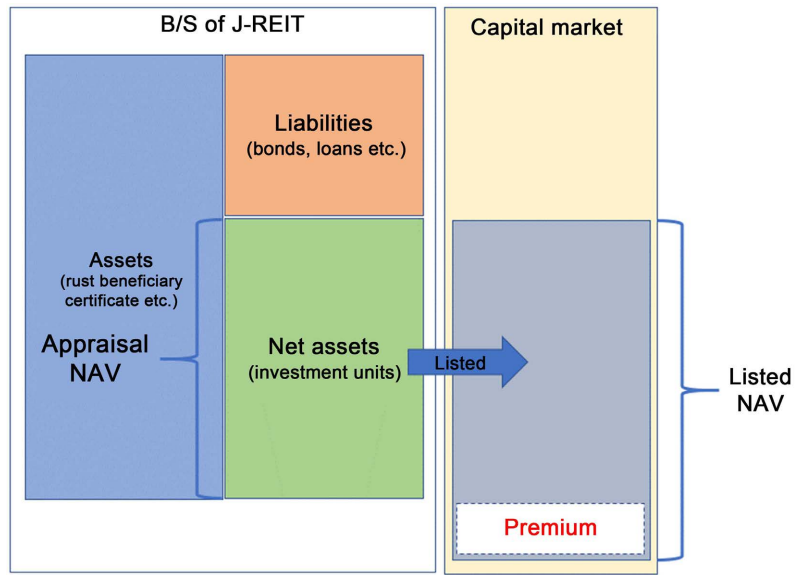 B/S of J-REIT
Capital market
Liabilities
(bonds, loans etc.)
Assets
(rust beneficiary
certificate etc.)
Appraisal
NAV
Net assets
(investment units)
Listed
Listed
NAV
Premium